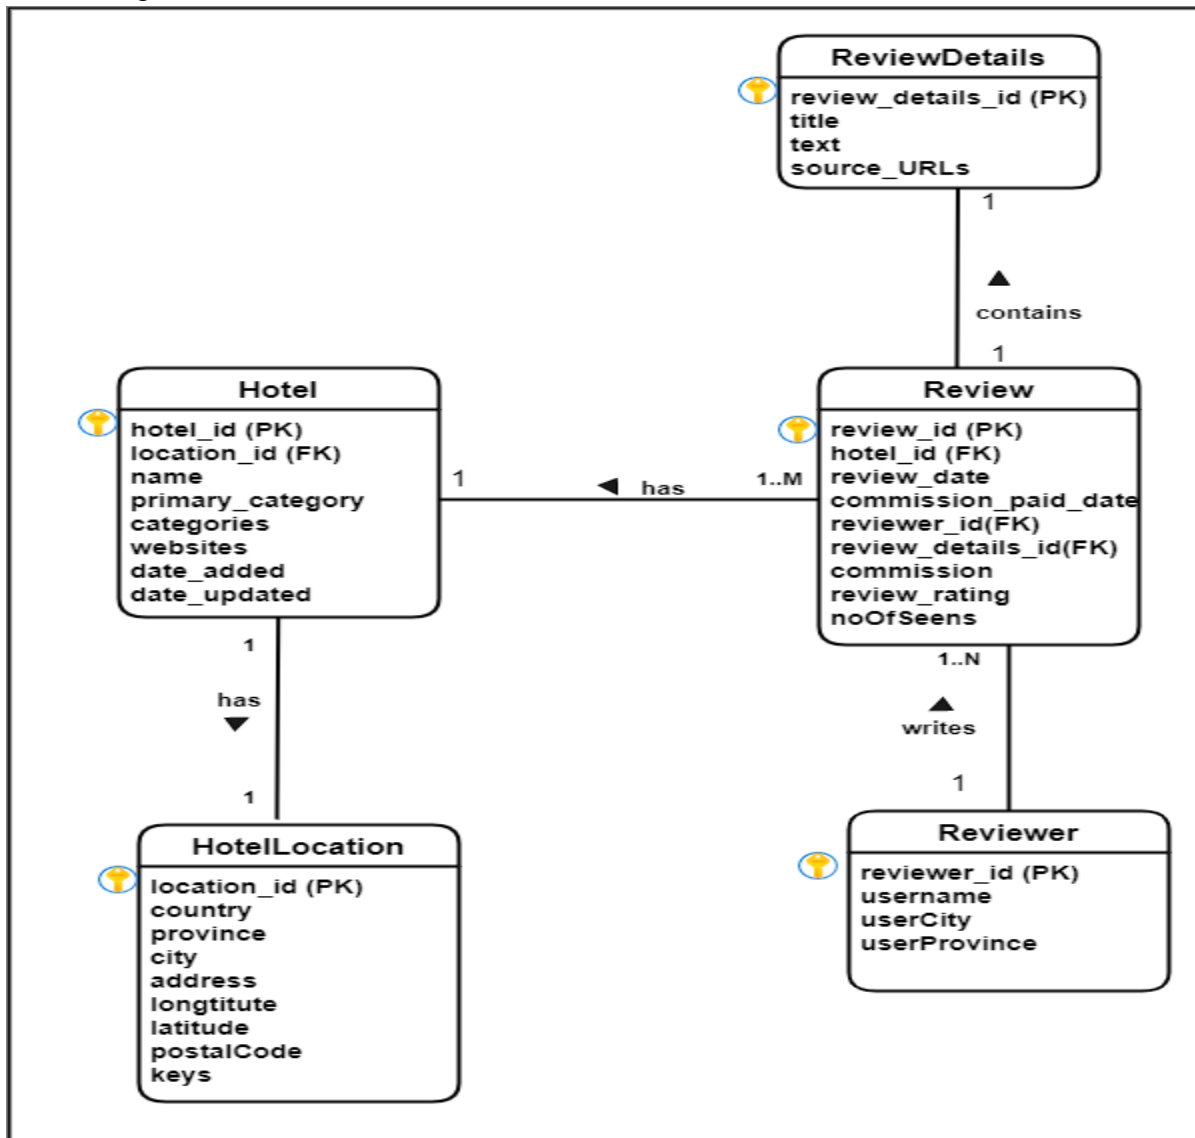 ReviewDetails
review_details_id (PK)
title
text
source_URLs
1
contains
1
Hotel
hotel_id (PK)
location_id (FK)
name
primary_category
categories
websites
date_added
date_updated
1
has
1..M
Review
review_id (PK)
hotel_id (FK)
review_date
commission_paid_date
reviewer_id(FK)
review_details_id(FK)
commission
review_rating
noOfSeens
1
has
1
1..N
writes
1
HotelLocation
location_id (PK)
country
province
city
address
longtitute
latitude
postalCode
keys
Reviewer
reviewer_id (PK)
username
userCity
userProvince